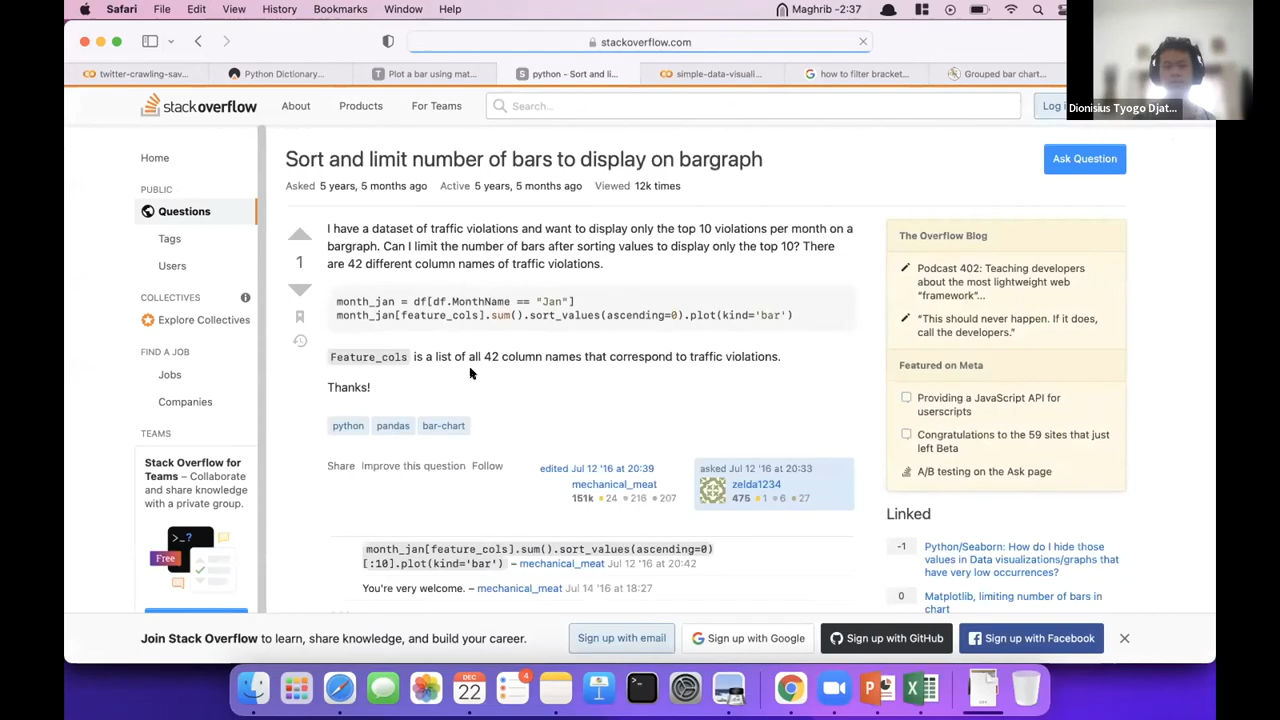 Safari File Edit View History Bookmarks Window Help Maghrib -2:37
stackoverflow.com
twitter-crawling-sav... Python Dictionary... Plot a bar using mat... python - Sort and li... simple-data-visuali... how to filter bracket... Grouped bar chart...
Dionisius Tyogo Djat...
stackoverflow About Products For Teams Search... Log
Home
PUBLIC
Questions
Tags
Users
COLLECTIVES
Explore Collectives
FIND A JOB
Jobs
Companies
TEAMS
Stack Overflow for
Teams – Collaborate
and share knowledge
with a private group.
>_?
Free
Sort and limit number of bars to display on bargraph
Ask Question
Asked 5 years, 5 months ago Active 5 years, 5 months ago Viewed 12k times
1
I have a dataset of traffic violations and want to display only the top 10 violations per month on a
bargraph. Can I limit the number of bars after sorting values to display only the top 10? There
are 42 different column names of traffic violations.
month_jan = df[df.MonthName == "Jan"]
month_jan[feature_cols].sum().sort_values(ascending=0).plot(kind='bar')
Feature_cols is a list of all 42 column names that correspond to traffic violations.
Thanks!
python pandas bar-chart
Share Improve this question Follow
edited Jul 12 '16 at 20:39
mechanical_meat
151k 24 216 207
asked Jul 12 '16 at 20:33
zelda1234
475 1 6 27
month_jan[feature_cols].sum().sort_values(ascending=0)
[:10].plot(kind='bar') – mechanical_meat Jul 12 '16 at 20:42
You're very welcome. – mechanical_meat Jul 14 '16 at 18:27
The Overflow Blog
Podcast 402: Teaching developers
about the most lightweight web
“framework”...
“This should never happen. If it does,
call the developers.”
Featured on Meta
Providing a JavaScript API for
userscripts
Congratulations to the 59 sites that just
left Beta
A/B testing on the Ask page
Linked
-1 Python/Seaborn: How do I hide those
values in Data visualizations/graphs
that have very low occurrences?
0 Matplotlib, limiting number of bars in
chart
Join Stack Overflow to learn, share knowledge, and build your career. Sign up with email Sign up with Google Sign up with GitHub Sign up with Facebook
DEC
22
4